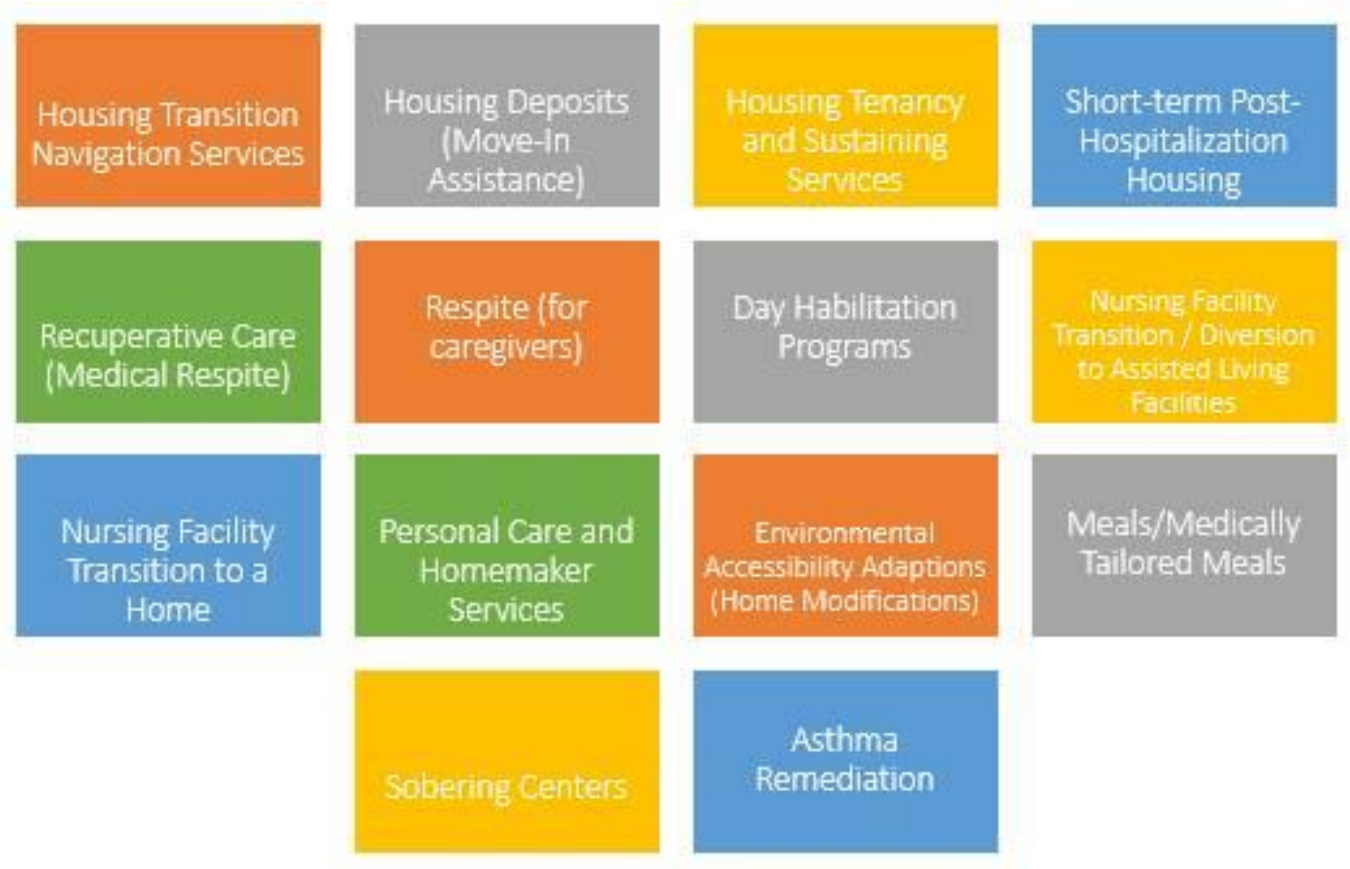 Housing Transition
Navigation Services
Housing Deposits
(Move-In
Assistance)
Housing Tenancy
and Sustaining
Services
Short-term Post-
Hospitalization
Housing
Recuperative Care
(Medical Respite)
Respite (for
caregivers)
Day Habilitation
Programs
Nursing Facility
Transition / Diversion
to Assisted Living
Facilities
Nursing Facility
Transition to a
Home
Personal Care and
Homemaker
Services
Environmental
Accessibility Adaptions
(Home Modifications)
Meals/Medically
Tailored Meals
Sobering Centers
Asthma
Remediation